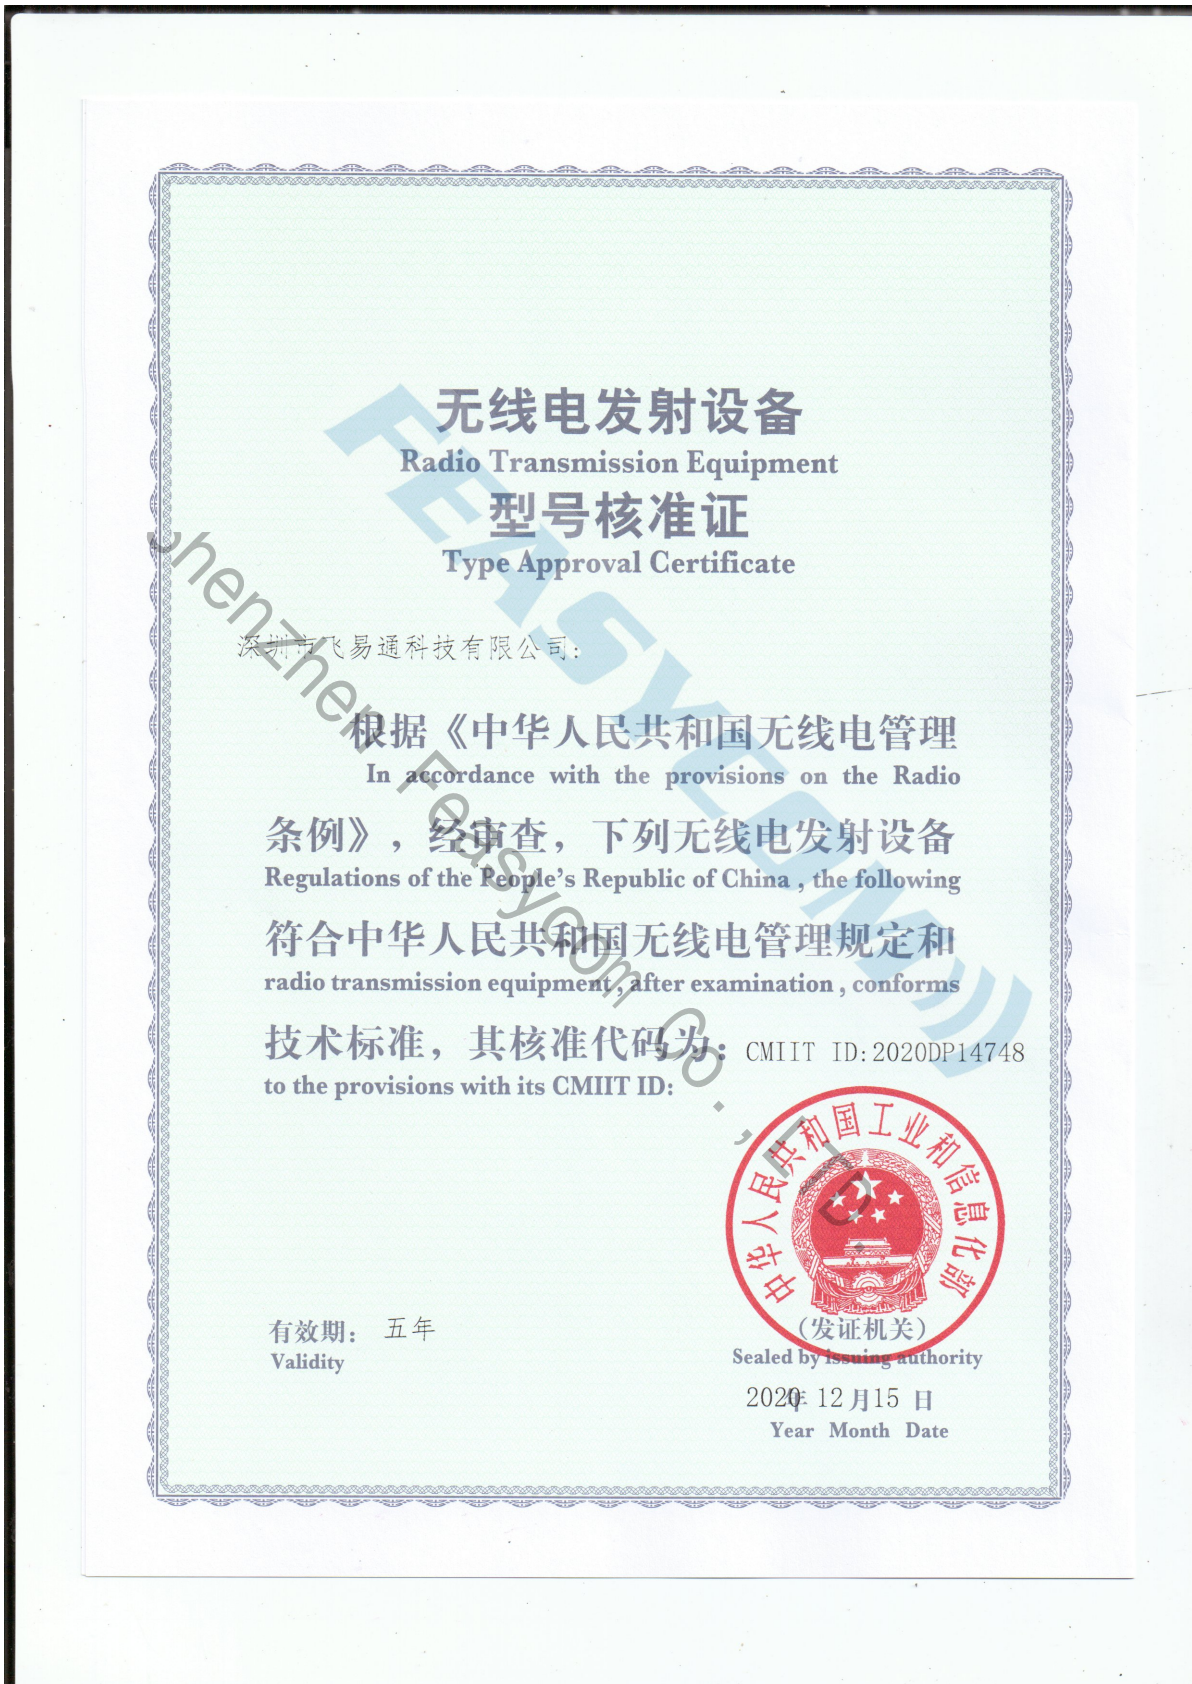 无线电发射设备
Radio Transmission Equipment
型号核准证
Type Approval Certificate
深圳市飞易通科技有限公司:
根据《中华人民共和国无线电管理
In accordance with the provisions on the Radio
条例》，经审查，下列无线电发射设备
Regulations of the People's Republic of China , the following
符合中华人民共和国无线电管理规定和
radio transmission equipment , after examination , conforms
技术标准，其核准代码为：CMIIT ID:2020DP14748
to the provisions with its CMIIT ID:
中华人民共和国工业和信息化部
有效期： 五年
Validity
（发证机关）
Sealed by issuing authority
2020年 12 月 15 日
Year Month Date
FEASYCOM
Shenzhen Feasycom Co.,LTD.